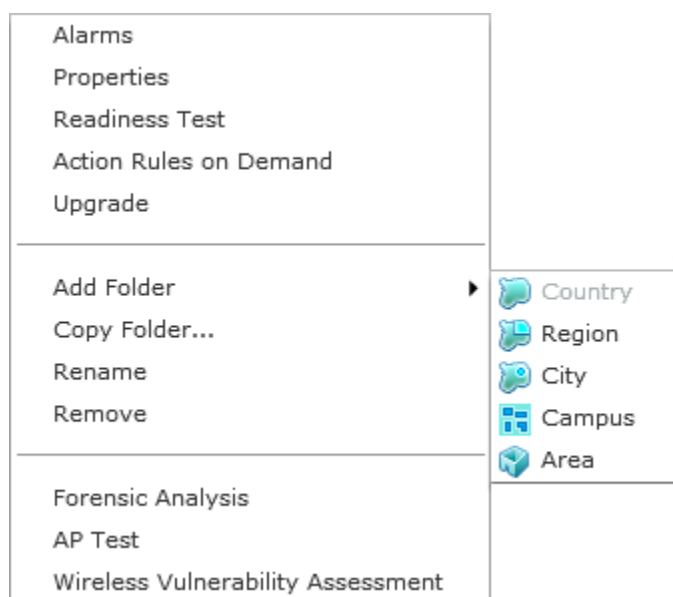 Alarms
Properties
Readiness Test
Action Rules on Demand
Upgrade
Add Folder
Copy Folder...
Rename
Remove
Forensic Analysis
AP Test
Wireless Vulnerability Assessment
Country
Region
City
Campus
Area